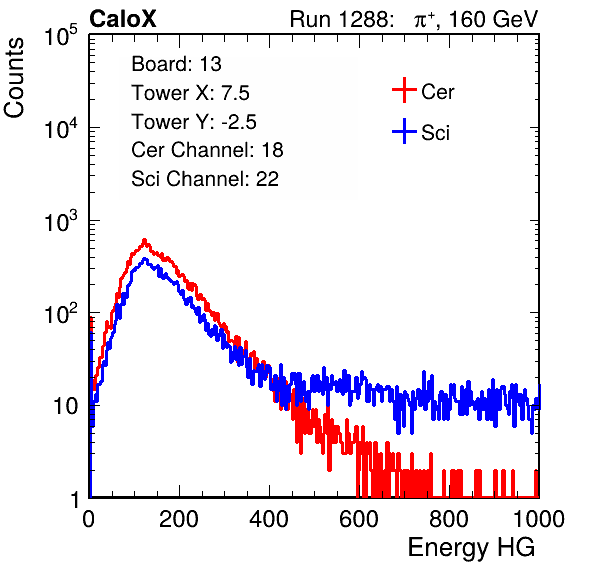 CaloX Run 1288: π⁺, 160 GeV
Counts
10⁵
10⁴
10³
10²
10
1
Board: 13
Tower X: 7.5
Tower Y: -2.5
Cer Channel: 18
Sci Channel: 22
Cer
Sci
0 200 400 600 800 1000
Energy HG